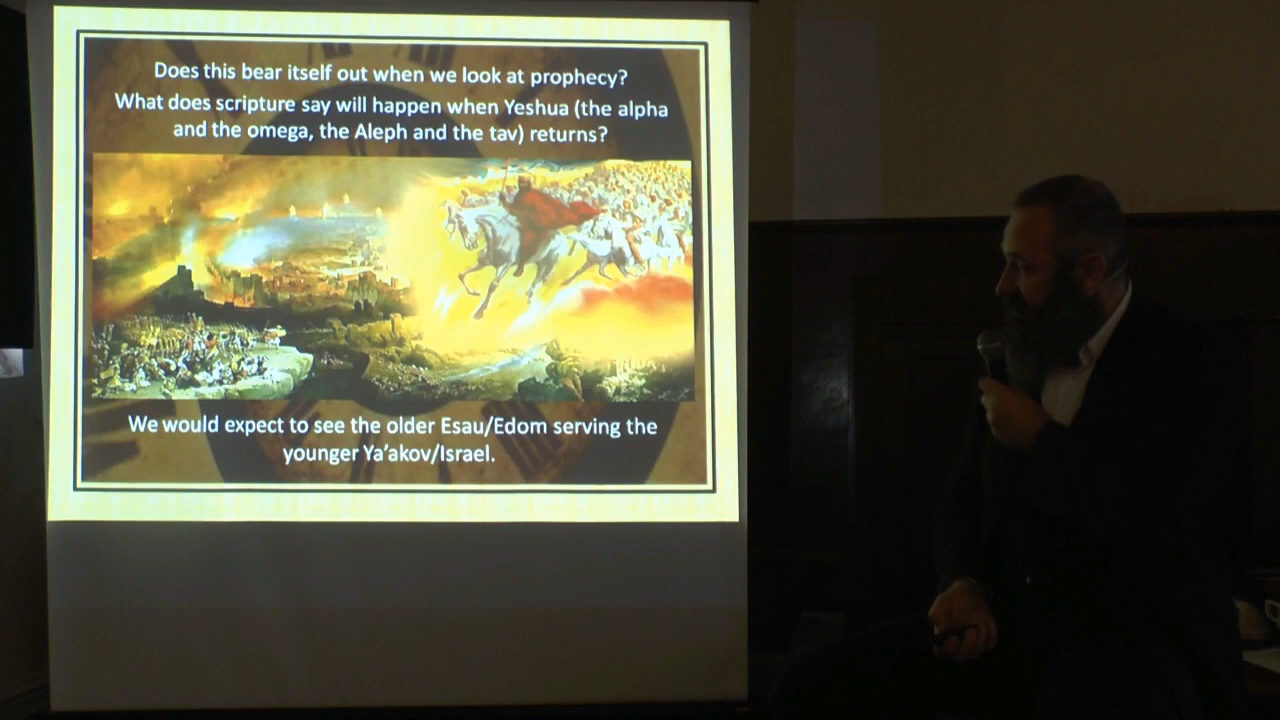 Does this bear itself out when we look at prophecy?
What does scripture say will happen when Yeshua (the alpha
and the omega, the Aleph and the tav) returns?
We would expect to see the older Esau/Edom serving the
younger Ya'akov/Israel.